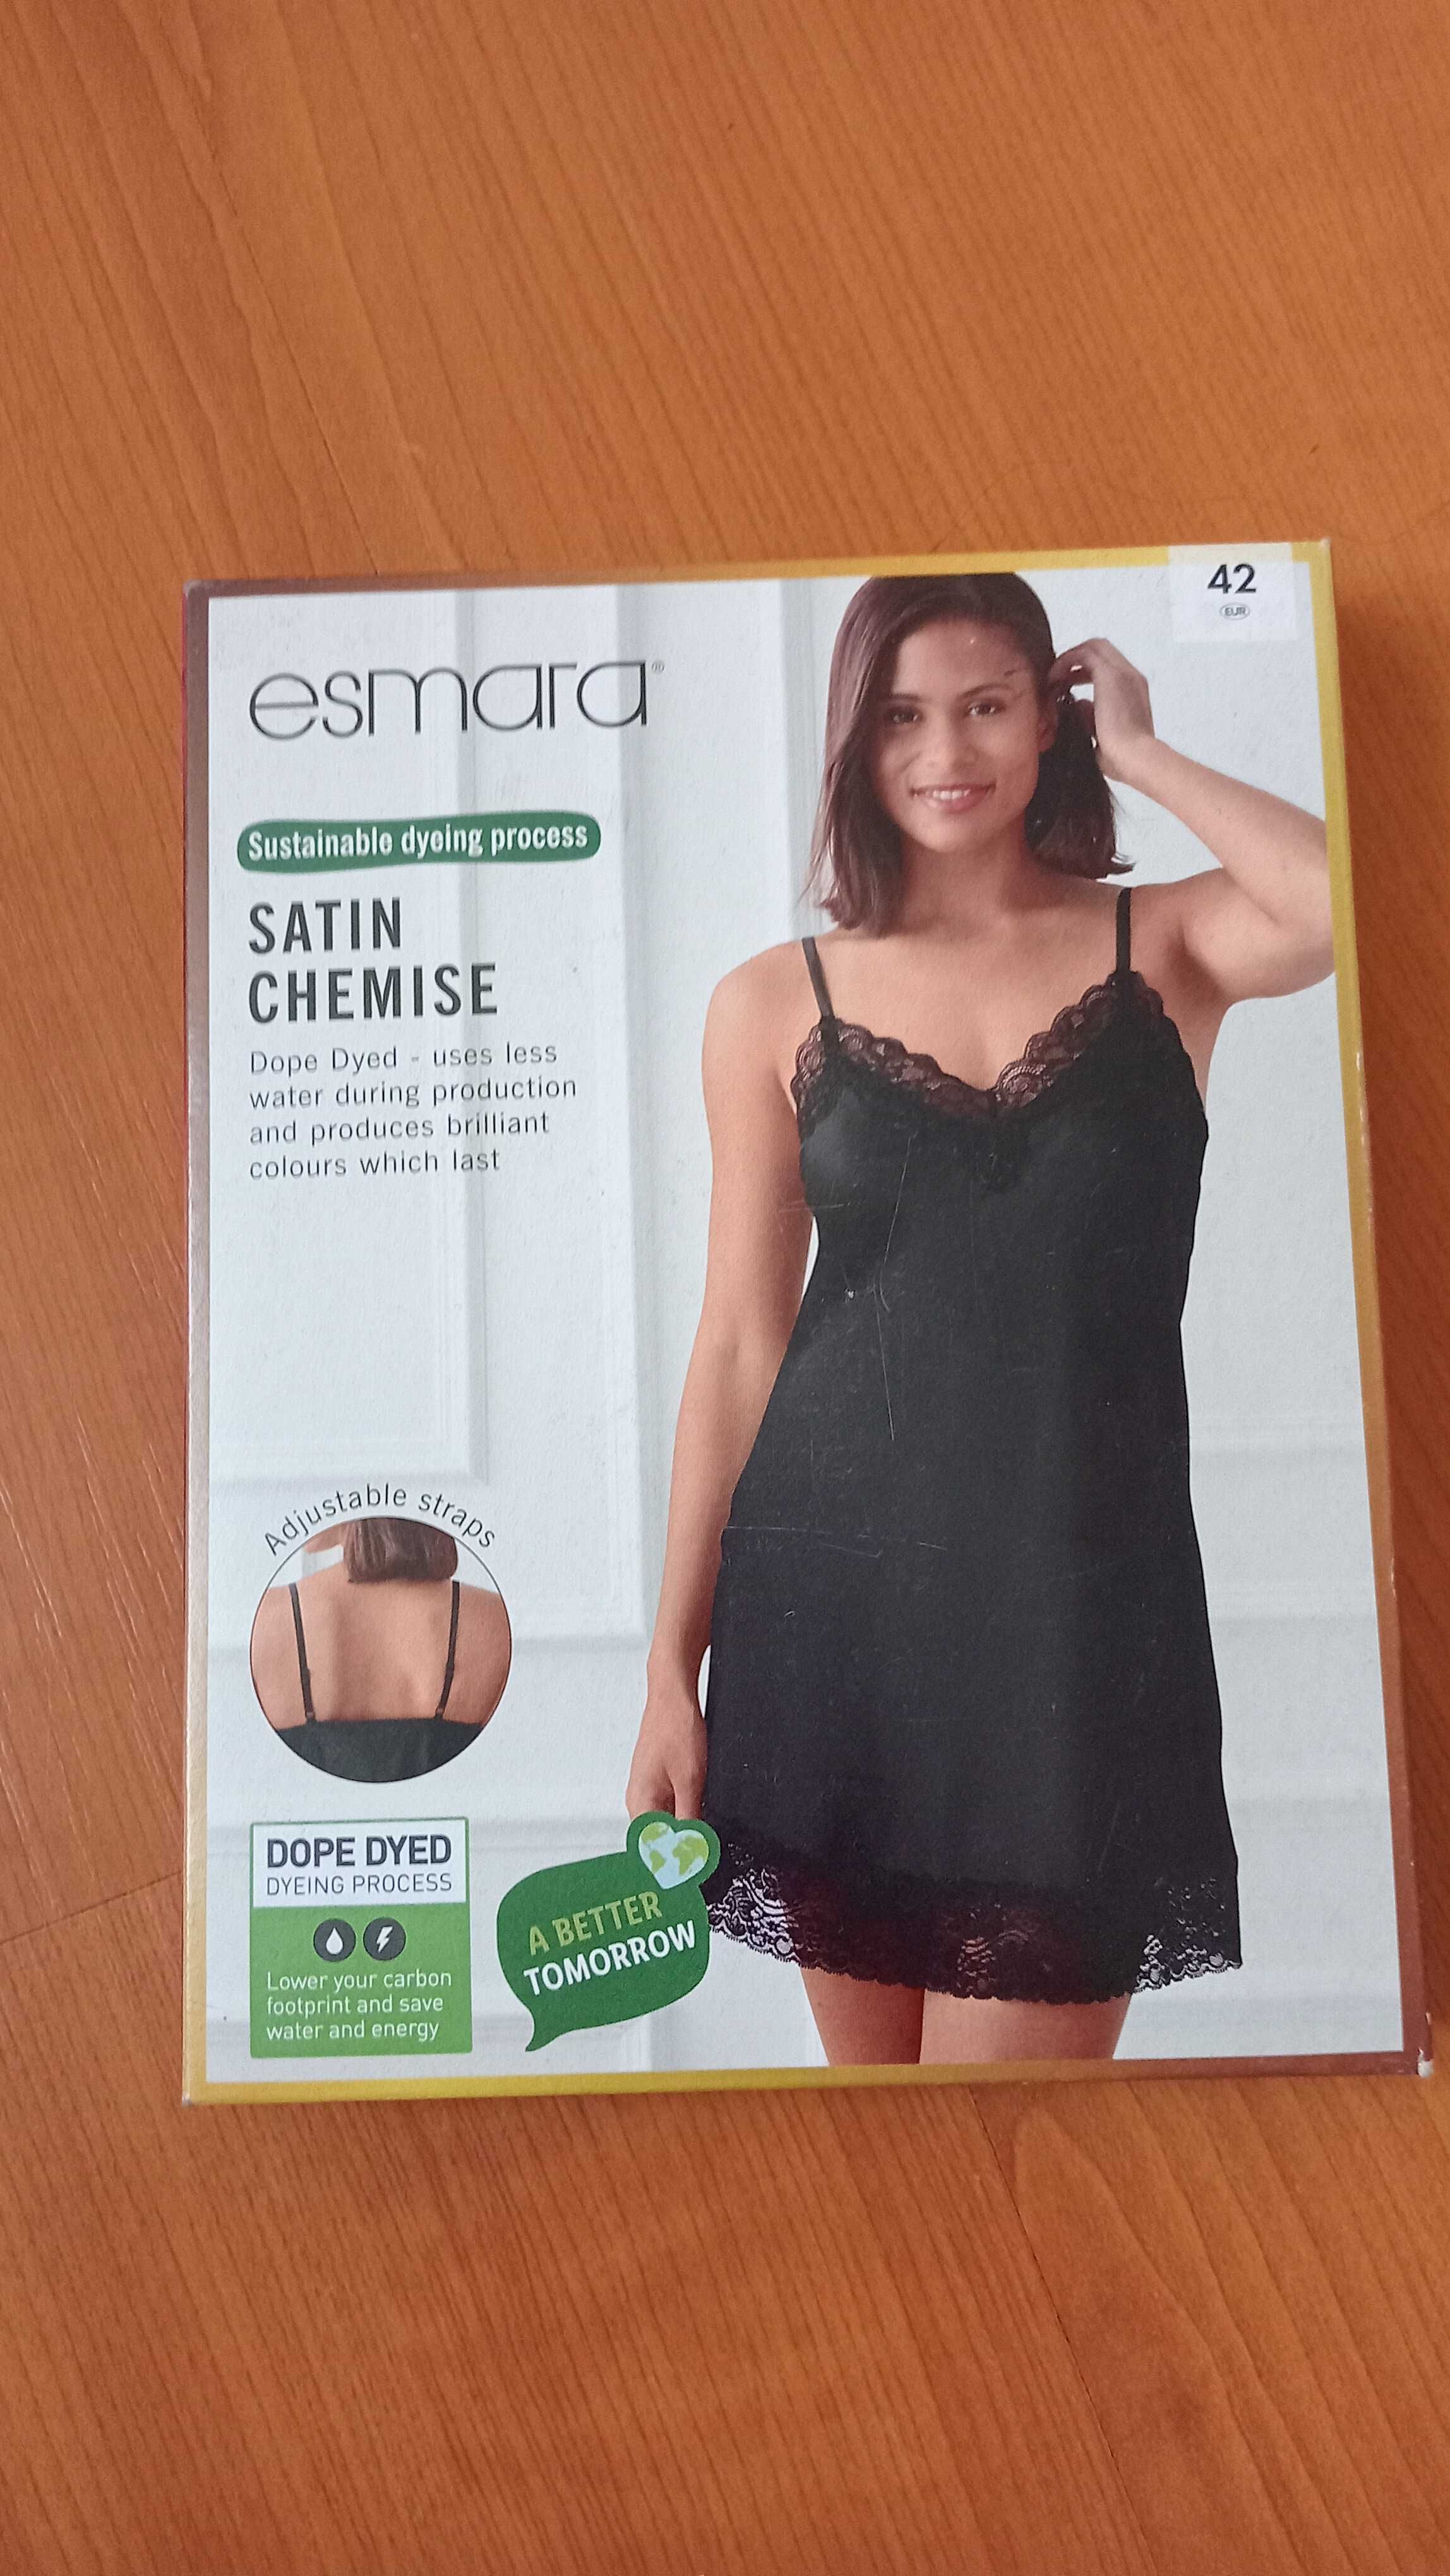 42
EUR
esmara®
Sustainable dyeing process
SATIN
CHEMISE
Dope Dyed - uses less
water during production
and produces brilliant
colours which last
Adjustable straps
DOPE DYED
DYEING PROCESS
Lower your carbon
footprint and save
water and energy
A BETTER
TOMORROW